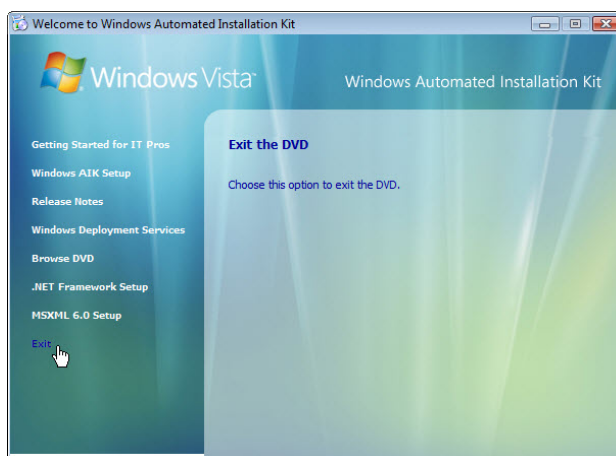 Welcome to Windows Automated Installation Kit
Windows Vista™
Windows Automated Installation Kit
Getting Started for IT Pros
Windows AIK Setup
Release Notes
Windows Deployment Services
Browse DVD
.NET Framework Setup
MSXML 6.0 Setup
Exit
Exit the DVD
Choose this option to exit the DVD.